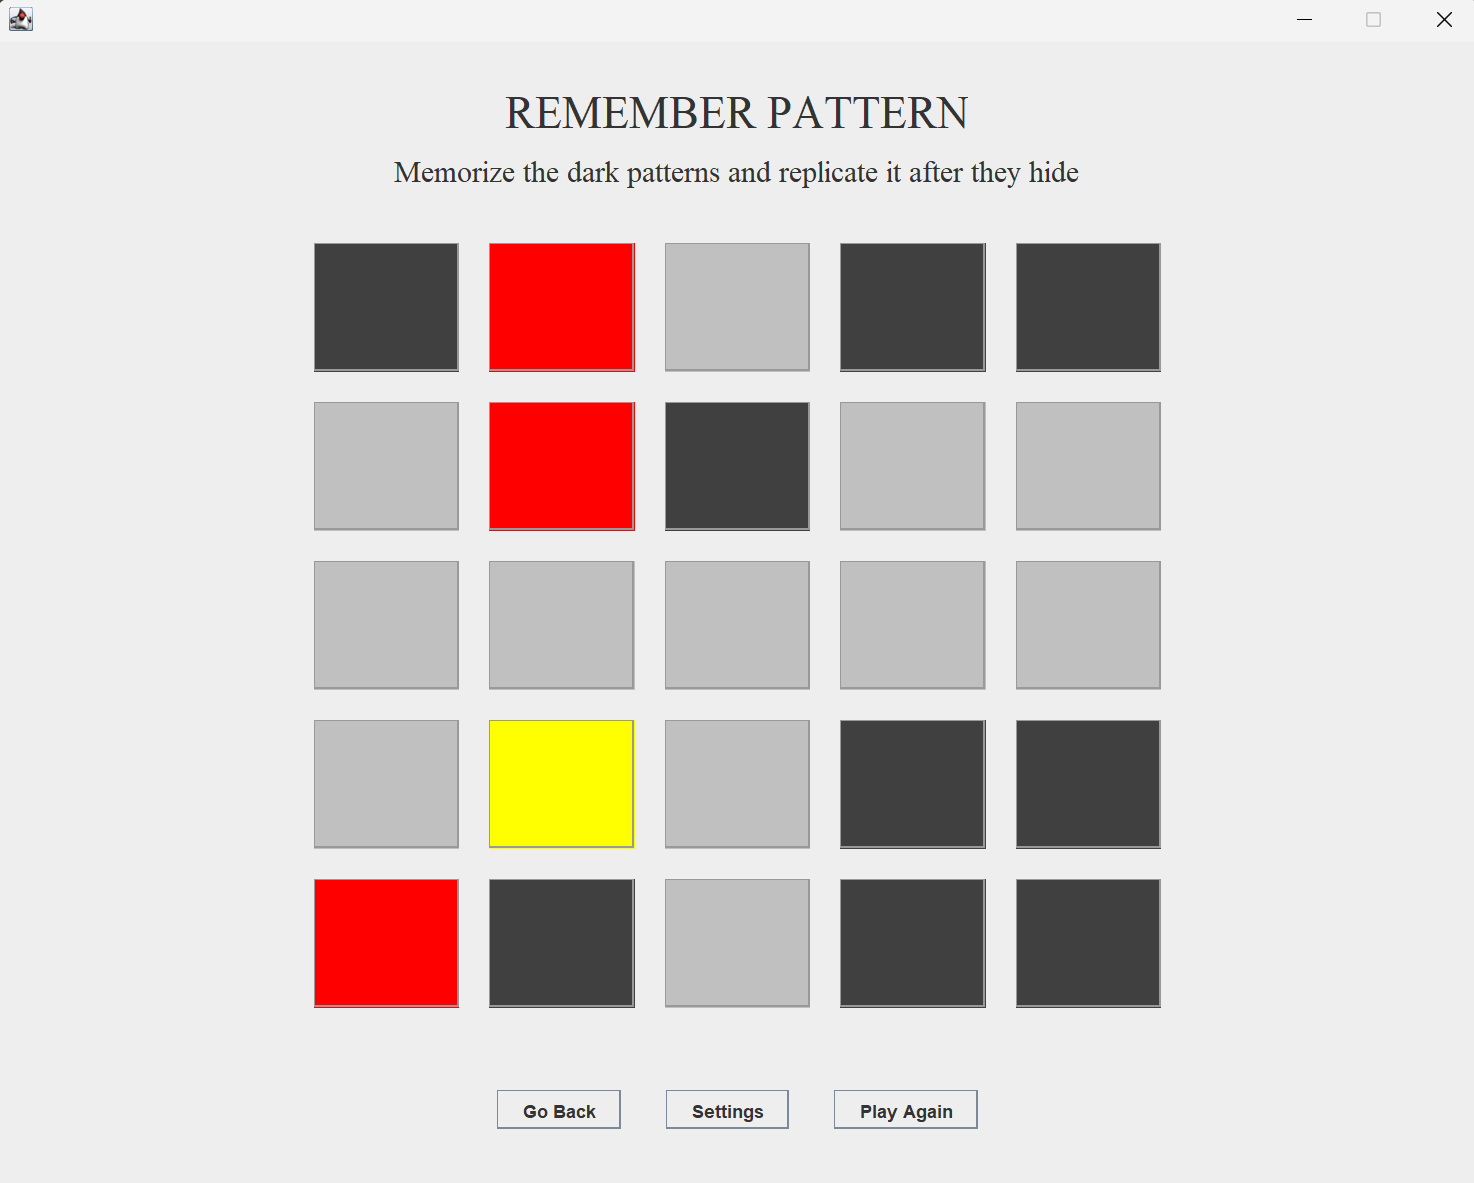 REMEMBER PATTERN
Memorize the dark patterns and replicate it after they hide
Go Back
Settings
Play Again